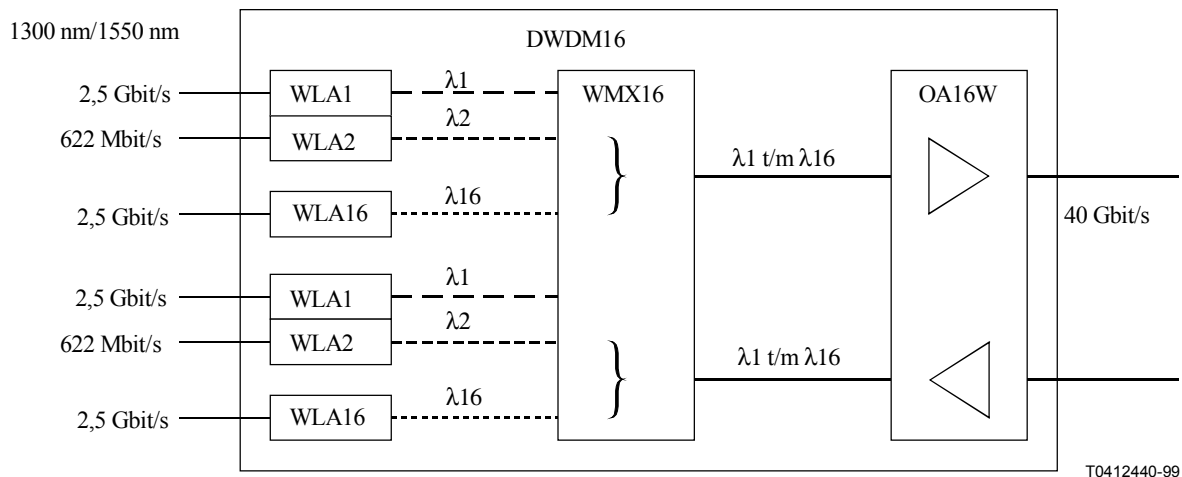 1300 nm/1550 nm
DWDM16
2,5 Gbit/s
WLA1
λ1
WMX16
OA16W
622 Mbit/s
WLA2
λ2
λ1 t/m λ16
2,5 Gbit/s
WLA16
λ16
40 Gbit/s
2,5 Gbit/s
WLA1
λ1
622 Mbit/s
WLA2
λ2
λ1 t/m λ16
2,5 Gbit/s
WLA16
λ16
T0412440-99